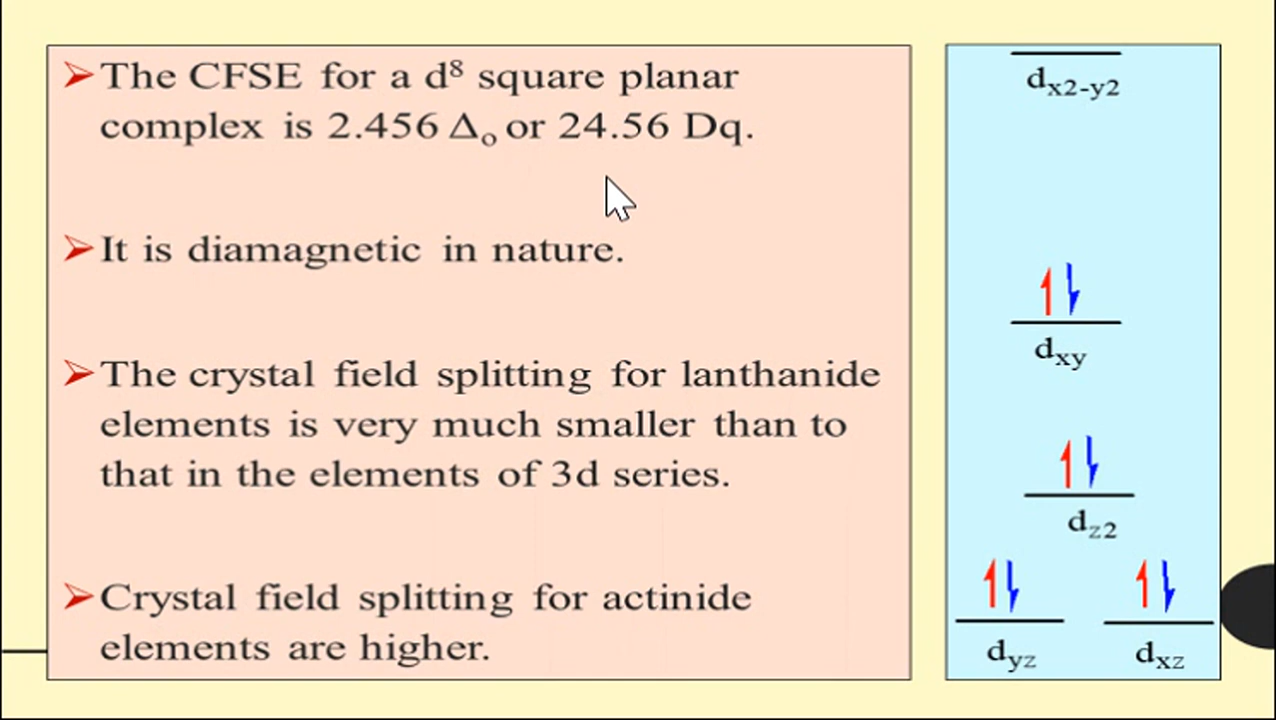 ➢The CFSE for a d⁸ square planar
complex is 2.456 Δₒ or 24.56 Dq.
➢It is diamagnetic in nature.
➢The crystal field splitting for lanthanide
elements is very much smaller than to
that in the elements of 3d series.
➢Crystal field splitting for actinide
elements are higher.
dx2-y2
dxy
dz2
dyz dxz